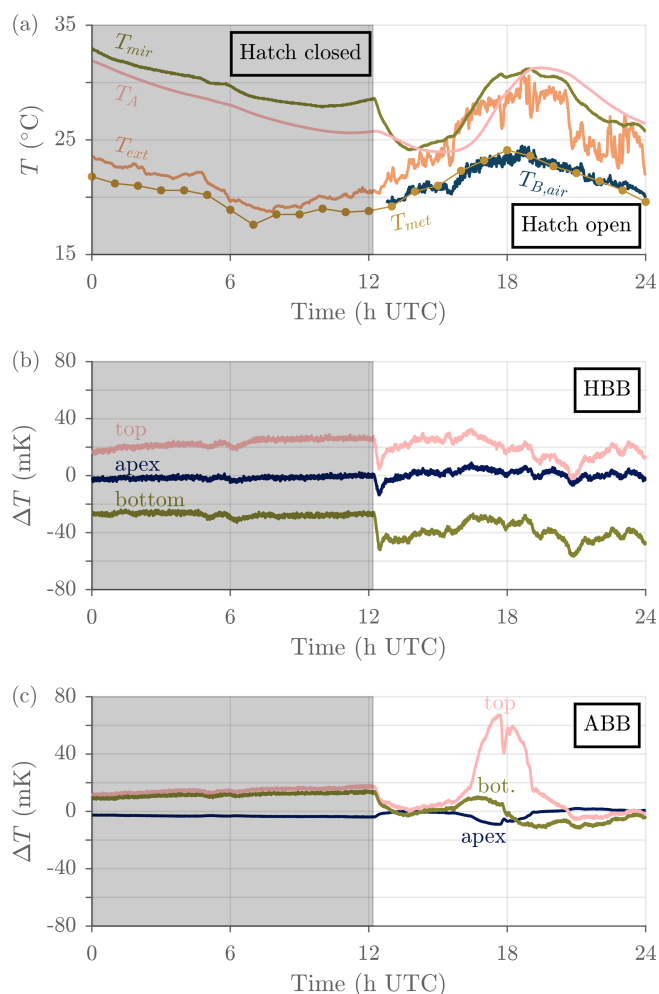 (a)
35
25
15
T (°C)
T_mir
Hatch closed
T_A
T_ext
T_B,air
T_met
Hatch open
0 6 12 18 24
Time (h UTC)
(b)
80
40
0
-40
-80
ΔT (mK)
HBB
top
apex
bottom
0 6 12 18 24
Time (h UTC)
(c)
80
40
0
-40
-80
ΔT (mK)
top
ABB
bot.
apex
0 6 12 18 24
Time (h UTC)